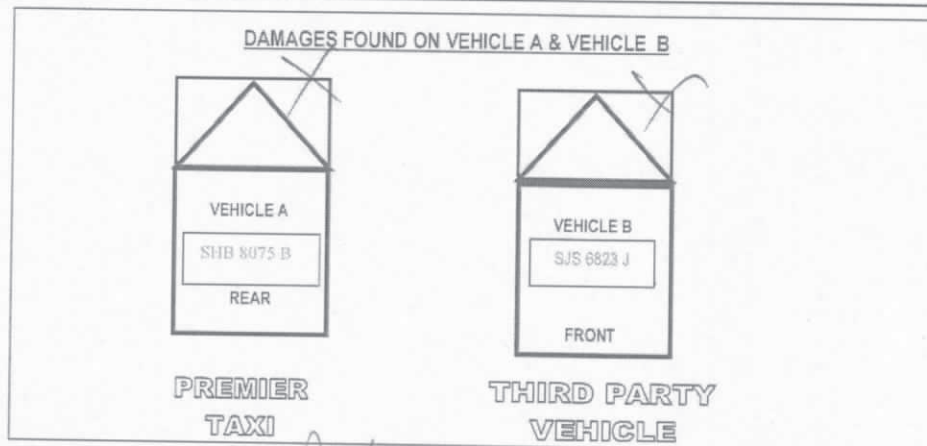 DAMAGES FOUND ON VEHICLE A & VEHICLE B
VEHICLE A
SHB 8075 B
REAR
PREMIER
TAXI
VEHICLE B
SJS 6823 J
FRONT
THIRD PARTY
VEHICLE